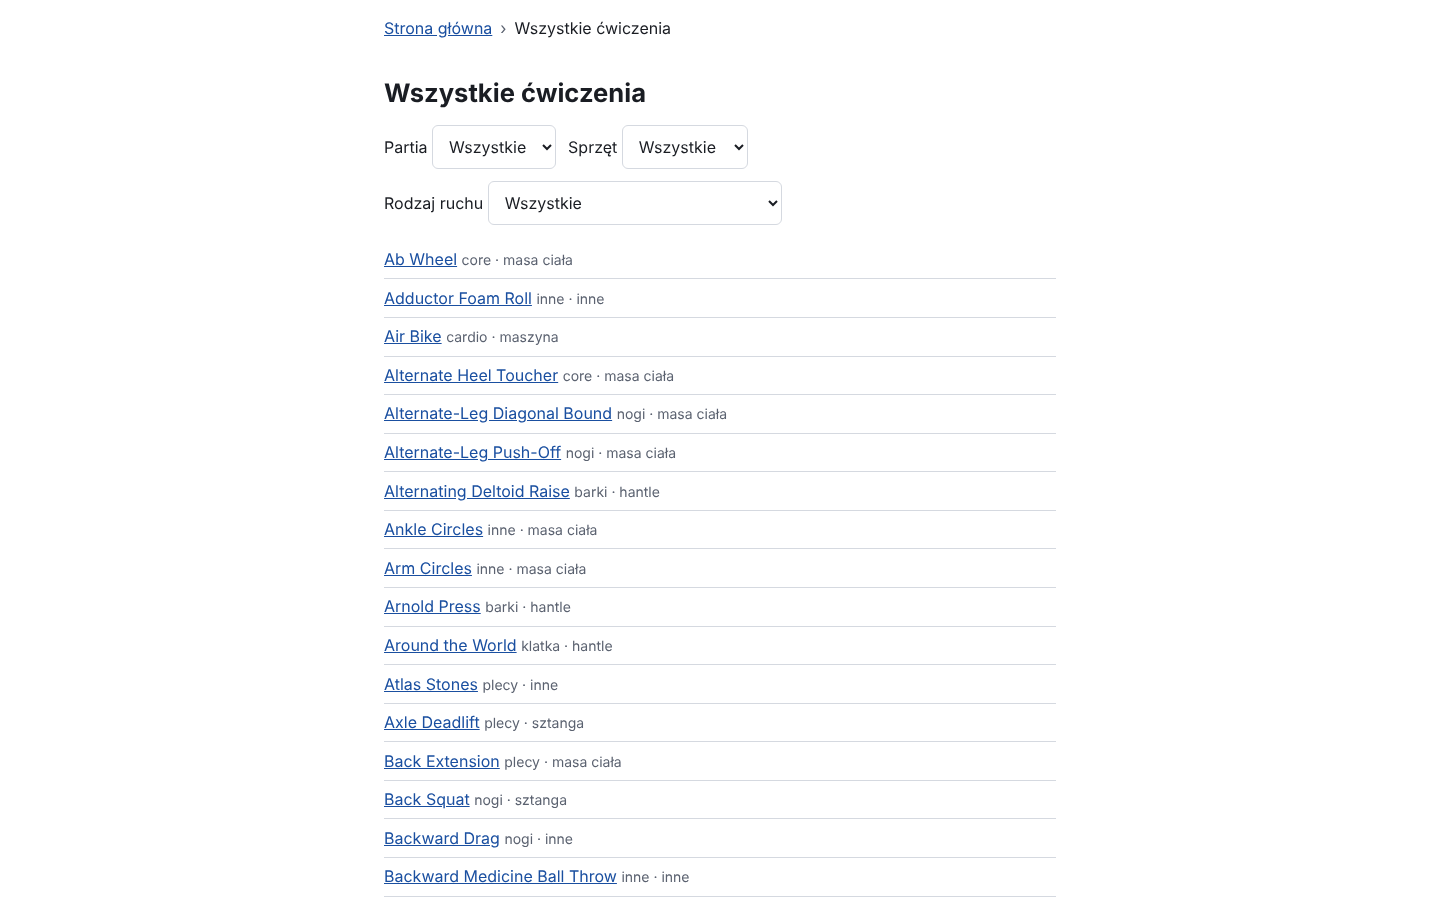 Strona główna › Wszystkie ćwiczenia
Wszystkie ćwiczenia
Partia Wszystkie Sprzęt Wszystkie
Rodzaj ruchu Wszystkie
Ab Wheel core · masa ciała
Adductor Foam Roll inne · inne
Air Bike cardio · maszyna
Alternate Heel Toucher core · masa ciała
Alternate-Leg Diagonal Bound nogi · masa ciała
Alternate-Leg Push-Off nogi · masa ciała
Alternating Deltoid Raise barki · hantle
Ankle Circles inne · masa ciała
Arm Circles inne · masa ciała
Arnold Press barki · hantle
Around the World klatka · hantle
Atlas Stones plecy · inne
Axle Deadlift plecy · sztanga
Back Extension plecy · masa ciała
Back Squat nogi · sztanga
Backward Drag nogi · inne
Backward Medicine Ball Throw inne · inne